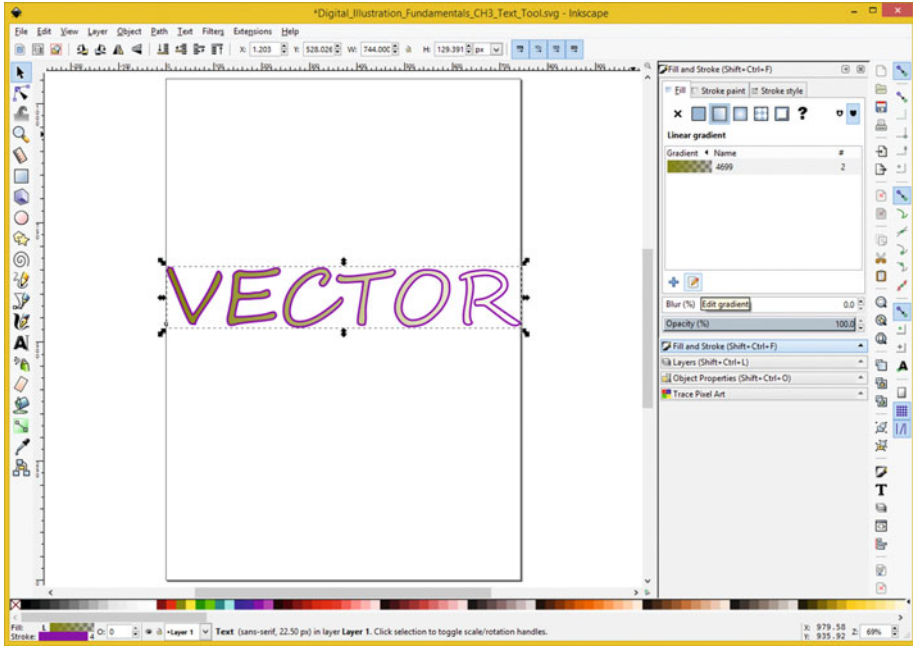 *Digital_Illustration_Fundamentals_CH3_Text_Tool.svg - Inkscape
File Edit View Layer Object Path Text Filters Extensions Help
X: 1.203 Y: 528.026 W: 744.000 H: 129.391 px
Fill and Stroke (Shift+Ctrl+F)
Fill Stroke paint Stroke style
?
Linear gradient
Gradient Name #
4699 2
VECTOR
Blur (%) Edit gradient 0.0
Opacity (%) 100.0
Fill and Stroke (Shift+Ctrl+F)
Layers (Shift+Ctrl+L)
Object Properties (Shift+Ctrl+O)
Trace Pixel Art
Fill: L O: 0 Layer 1 Text (sans-serif, 22.50 px) in layer Layer 1. Click selection to toggle scale/rotation handles. X: 979.58 Z: 69%
Stroke: 4 Y: 935.92